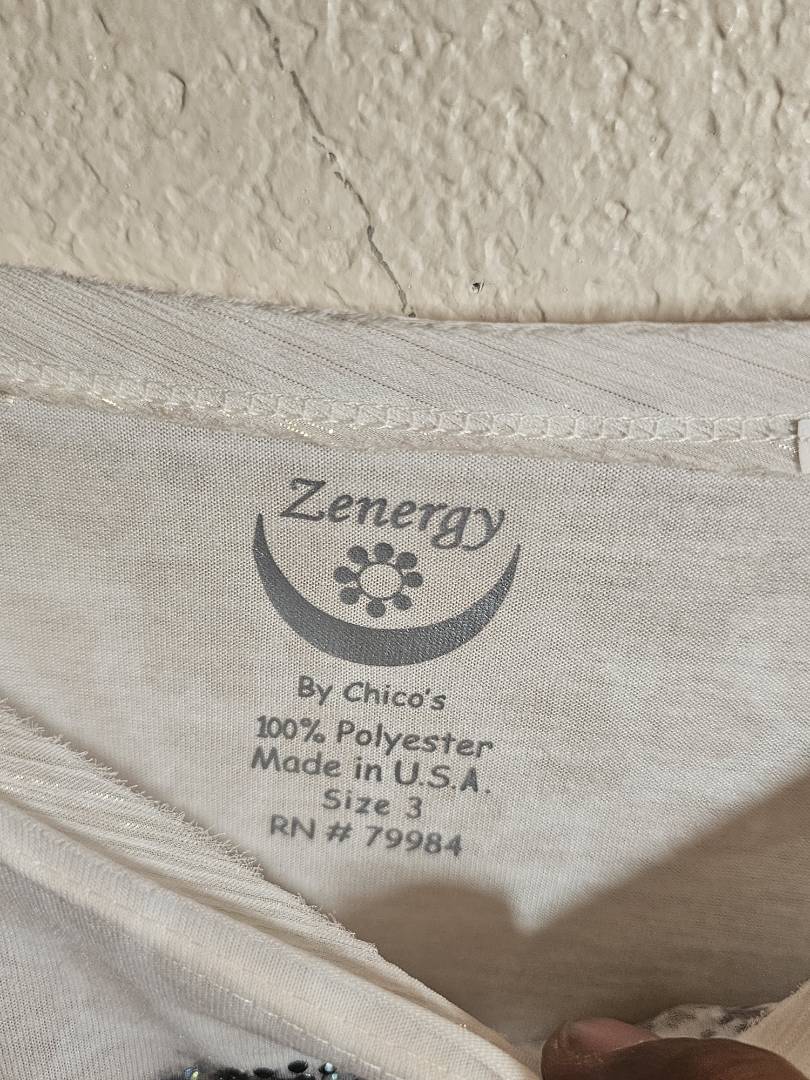 Zenergy
By Chico's
100% Polyester
Made in U.S.A.
Size 3
RN # 79984